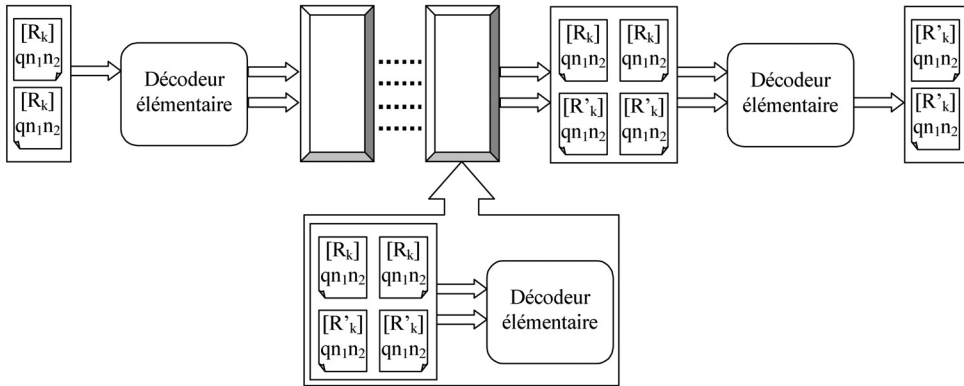 [Rk]
qn1n2
[Rk]
qn1n2
Décodeur
élémentaire
[Rk] [Rk]
qn1n2 qn1n2
[R'k] [R'k]
qn1n2 qn1n2
Décodeur
élémentaire
[R'k]
qn1n2
[R'k]
qn1n2
[Rk] [Rk]
qn1n2 qn1n2
[R'k] [R'k]
qn1n2 qn1n2
Décodeur
élémentaire